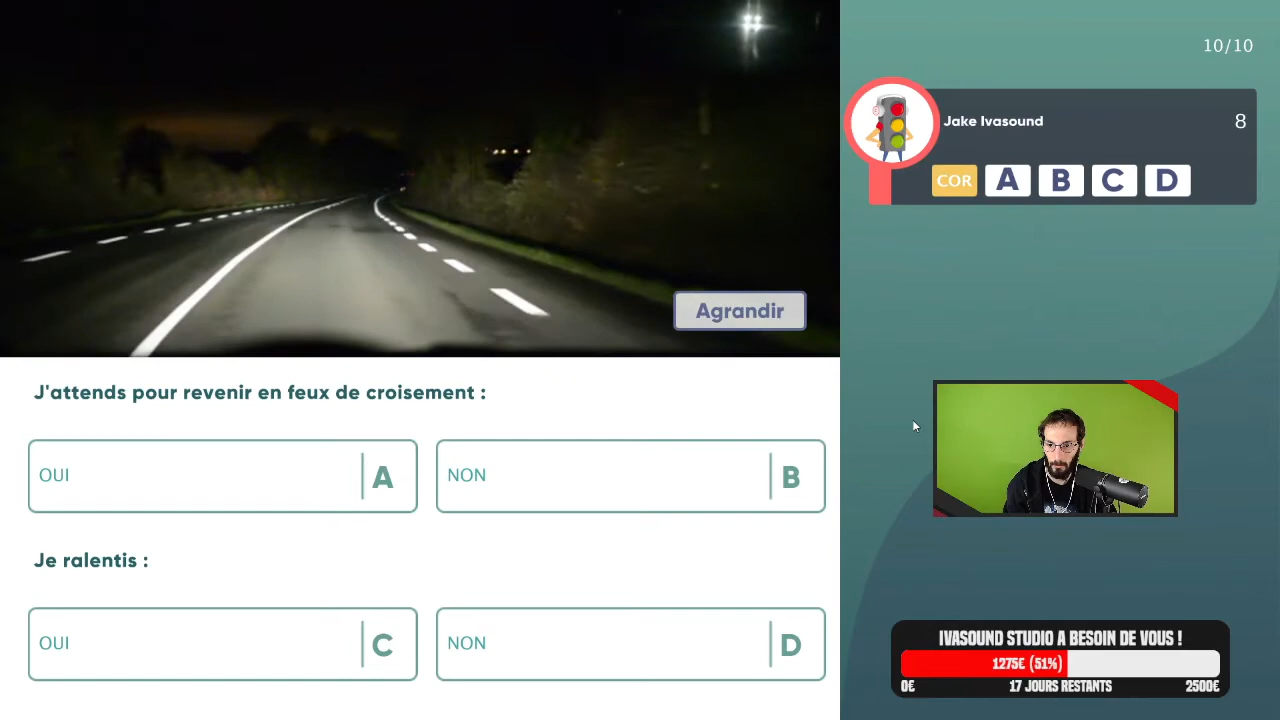 10/10
Jake Ivasound
8
COR A B C D
Agrandir
J'attends pour revenir en feux de croisement :
OUI A
NON B
Je ralentis :
OUI C
NON D
IVASOUND STUDIO A BESOIN DE VOUS !
1275€ (51%)
0€ 17 JOURS RESTANTS 2500€